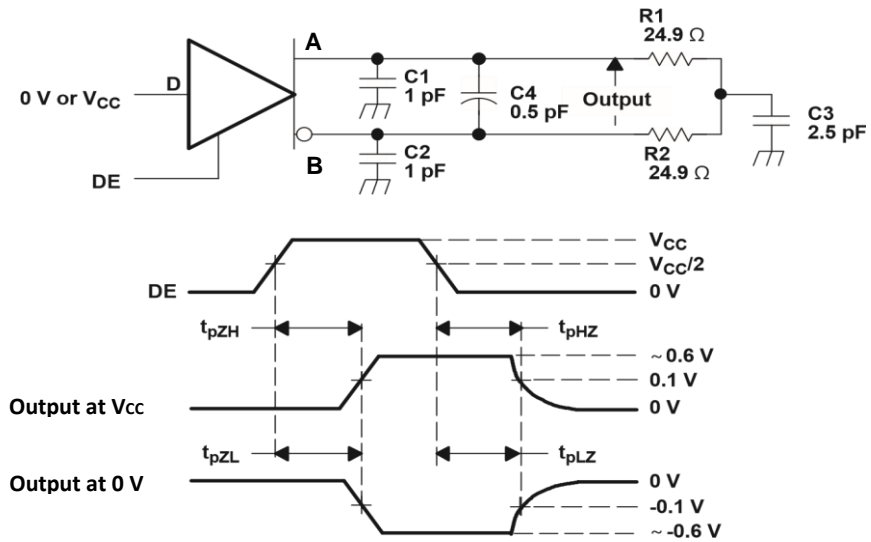 A
R1
24.9 Ω
C1
1 pF
C4
0.5 pF
Output
0 V or VCC
D
C3
2.5 pF
DE
B
C2
1 pF
R2
24.9 Ω
VCC
VCC/2
DE
0 V
tpZH
tpHZ
~ 0.6 V
0.1 V
Output at VCC
0 V
tpZL
tpLZ
Output at 0 V
0 V
-0.1 V
~ -0.6 V